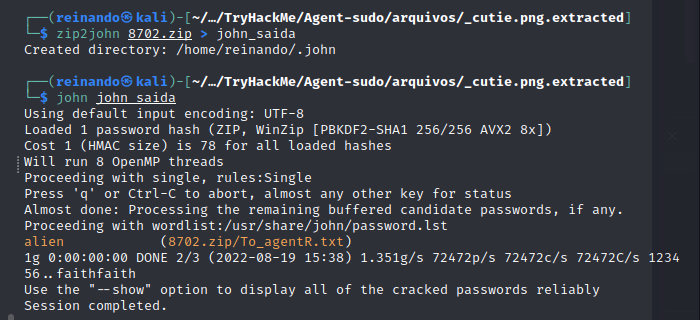 ┌──(reinando㉿kali)-[~/…/TryHackMe/Agent-sudo/arquivos/_cutie.png.extracted]
└─$ zip2john 8702.zip > john_saida
Created directory: /home/reinando/.john
┌──(reinando㉿kali)-[~/…/TryHackMe/Agent-sudo/arquivos/_cutie.png.extracted]
└─$ john john_saida
Using default input encoding: UTF-8
Loaded 1 password hash (ZIP, WinZip [PBKDF2-SHA1 256/256 AVX2 8x])
Cost 1 (HMAC size) is 78 for all loaded hashes
Will run 8 OpenMP threads
Proceeding with single, rules:Single
Press 'q' or Ctrl-C to abort, almost any other key for status
Almost done: Processing the remaining buffered candidate passwords, if any.
Proceeding with wordlist:/usr/share/john/password.lst
alien            (8702.zip/To_agentR.txt)
1g 0:00:00:00 DONE 2/3 (2022-08-19 15:38) 1.351g/s 72472p/s 72472c/s 72472C/s 1234
56..faithfaith
Use the "--show" option to display all of the cracked passwords reliably
Session completed.